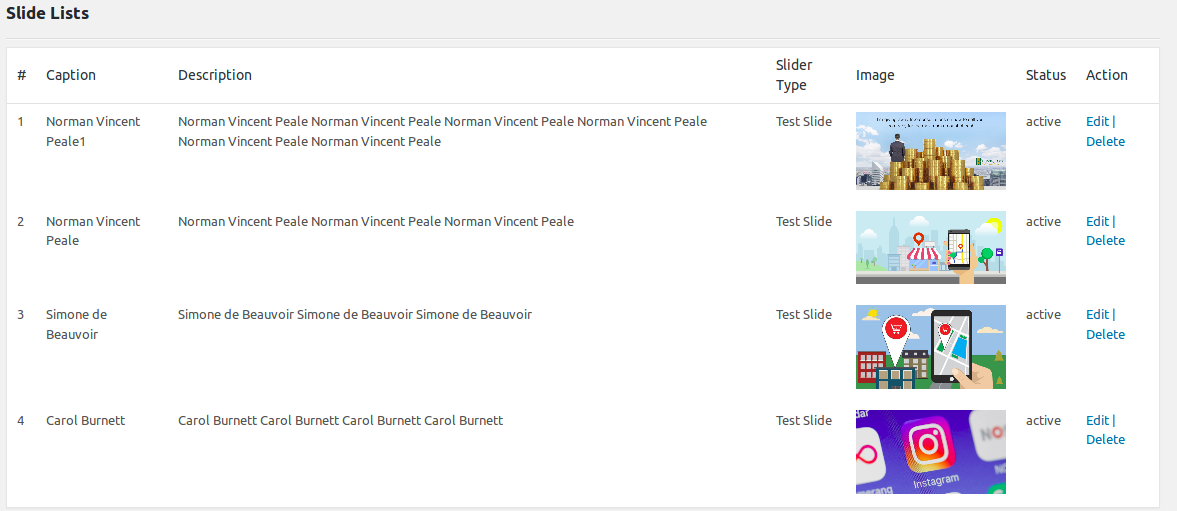 Slide Lists
# Caption Description Slider Type Image Status Action
1 Norman Vincent Peale1 Norman Vincent Peale Norman Vincent Peale Norman Vincent Peale Norman Vincent Peale Norman Vincent Peale Norman Vincent Peale Test Slide active Edit | Delete
2 Norman Vincent Peale Norman Vincent Peale Norman Vincent Peale Norman Vincent Peale Test Slide active Edit | Delete
3 Simone de Beauvoir Simone de Beauvoir Simone de Beauvoir Simone de Beauvoir Test Slide active Edit | Delete
4 Carol Burnett Carol Burnett Carol Burnett Carol Burnett Carol Burnett Test Slide active Edit | Delete
Instagram